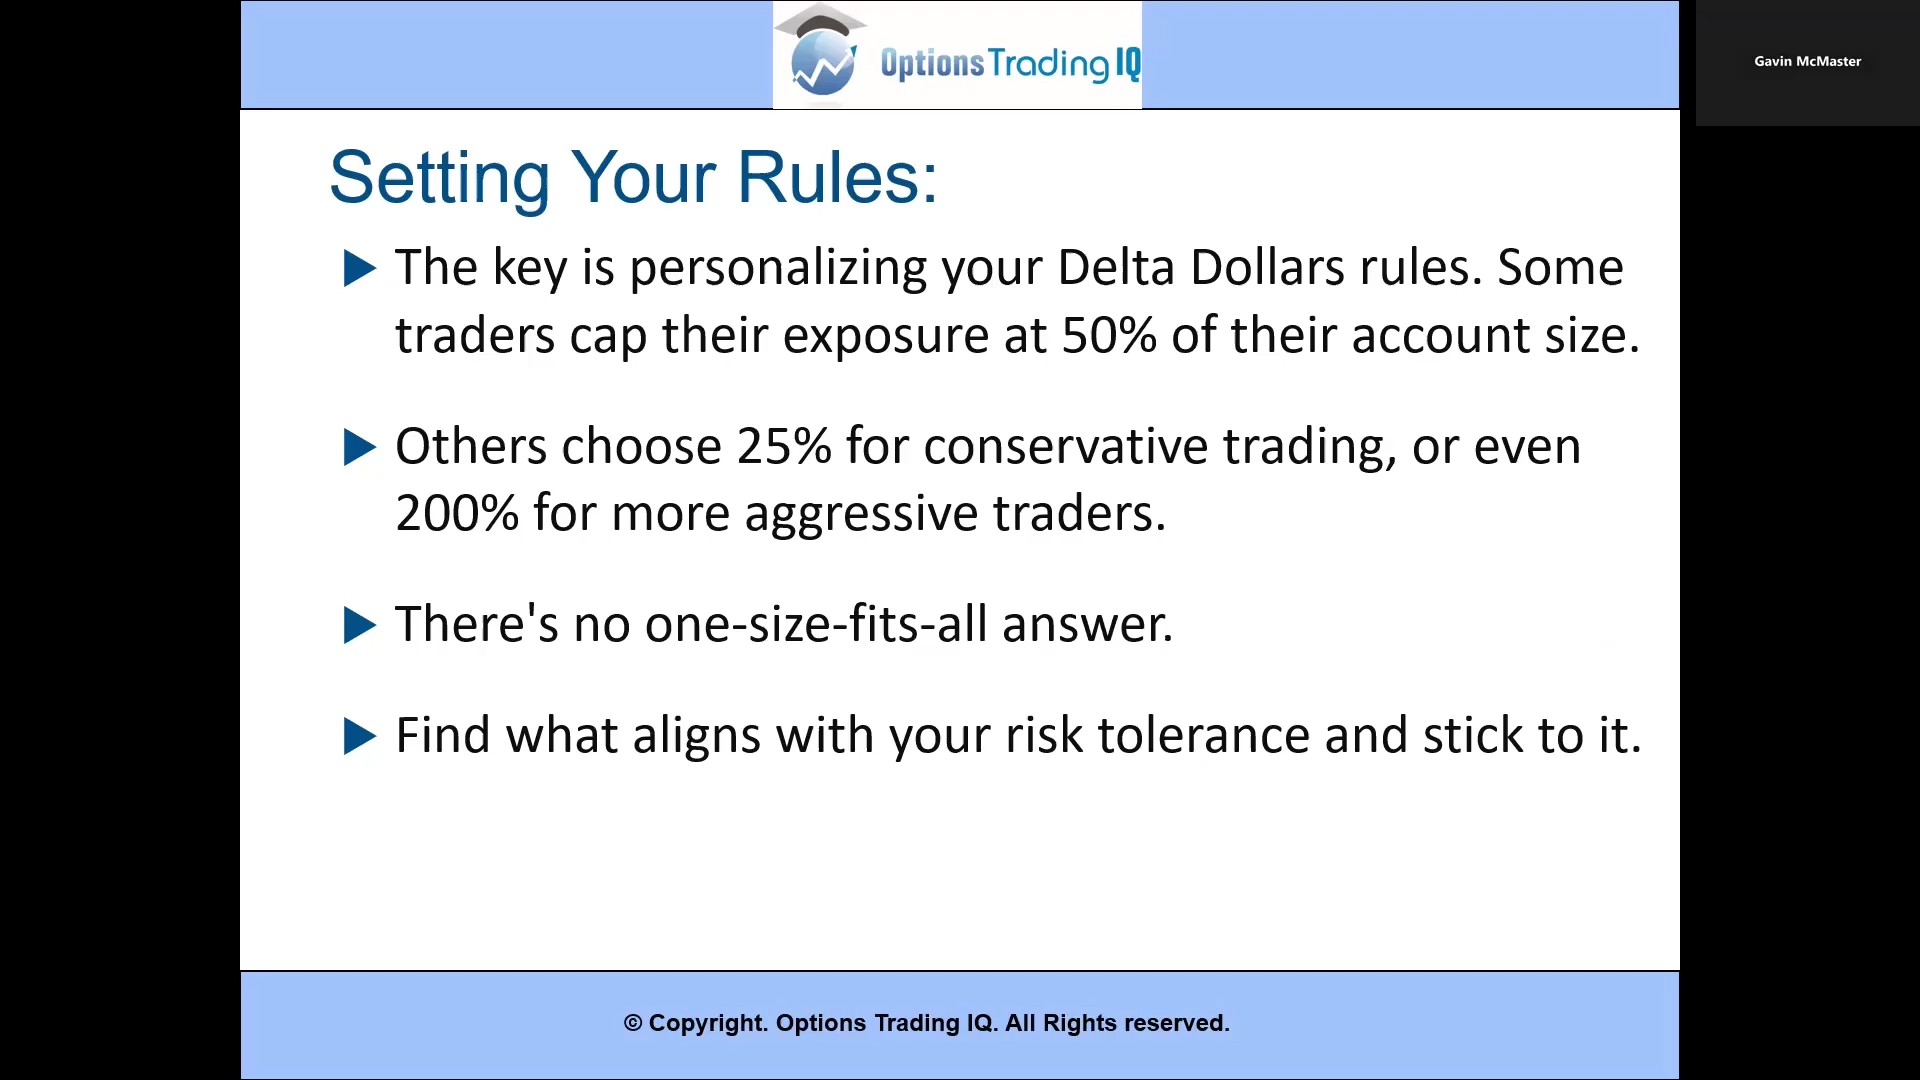 Options Trading IQ
Gavin McMaster
Setting Your Rules:
The key is personalizing your Delta Dollars rules. Some
traders cap their exposure at 50% of their account size.
Others choose 25% for conservative trading, or even
200% for more aggressive traders.
There's no one-size-fits-all answer.
Find what aligns with your risk tolerance and stick to it.
© Copyright. Options Trading IQ. All Rights reserved.